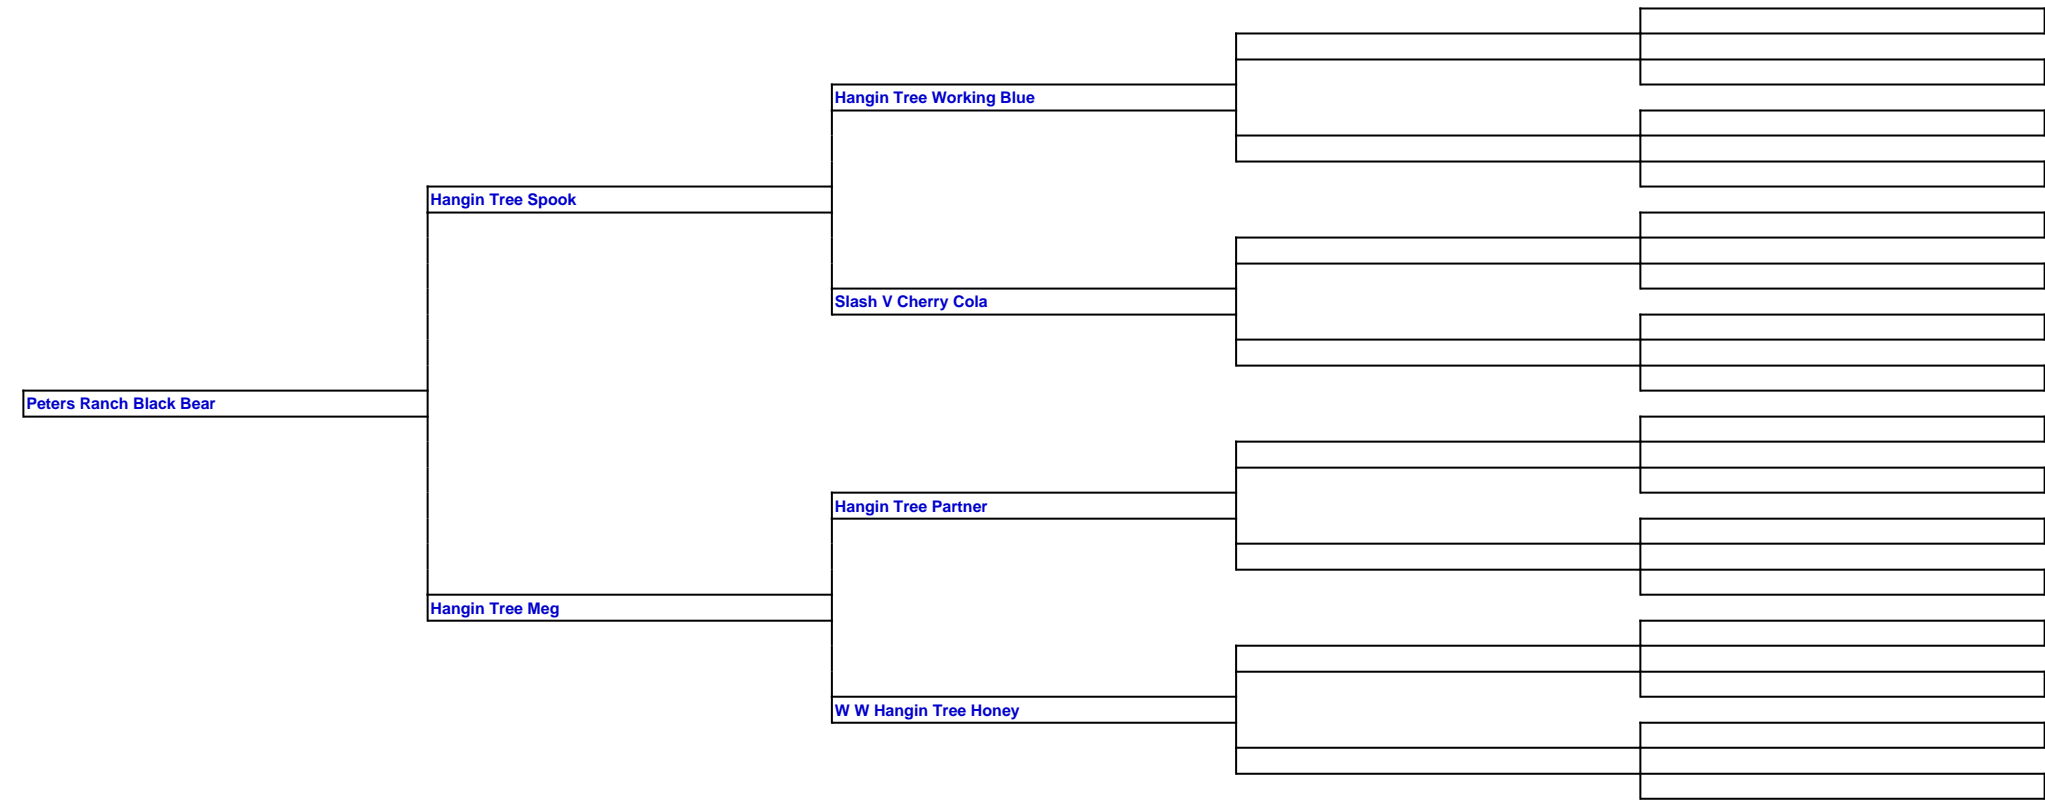 Hangin Tree Working Blue
Hangin Tree Spook
Slash V Cherry Cola
Peters Ranch Black Bear
Hangin Tree Partner
Hangin Tree Meg
W W Hangin Tree Honey